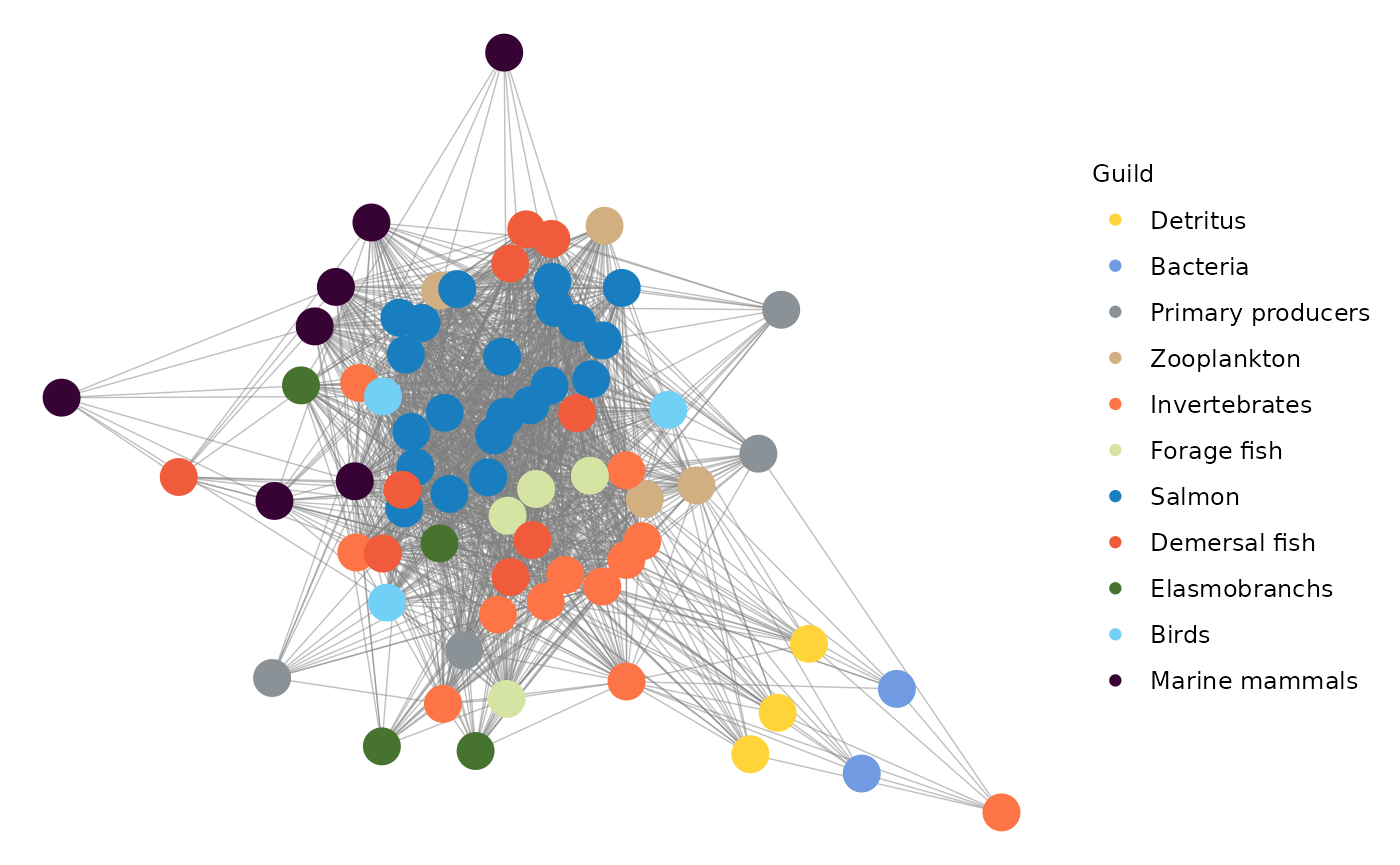 Guild
Detritus
Bacteria
Primary producers
Zooplankton
Invertebrates
Forage fish
Salmon
Demersal fish
Elasmobranchs
Birds
Marine mammals